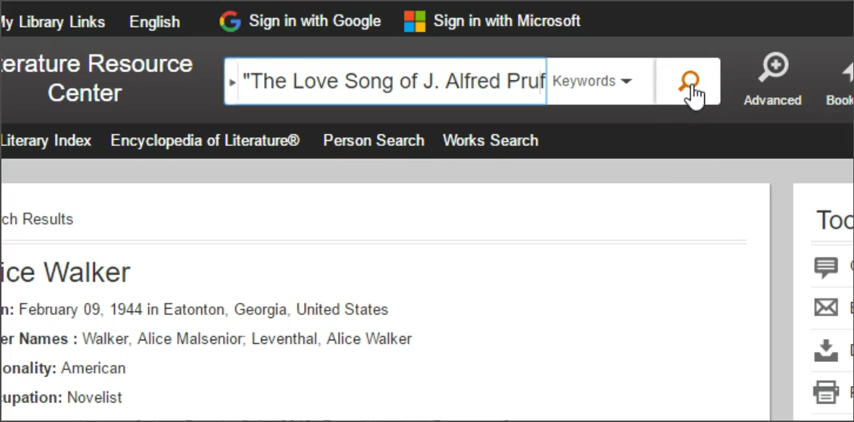 My Library Links English Sign in with Google Sign in with Microsoft
terature Resource
Center
"The Love Song of J. Alfred Pruf Keywords
Advanced Book
Literary Index Encyclopedia of Literature® Person Search Works Search
ch Results
Too
ice Walker
n: February 09, 1944 in Eatonton, Georgia, United States
er Names : Walker, Alice Malsenior; Leventhal, Alice Walker
ionality: American
upation: Novelist